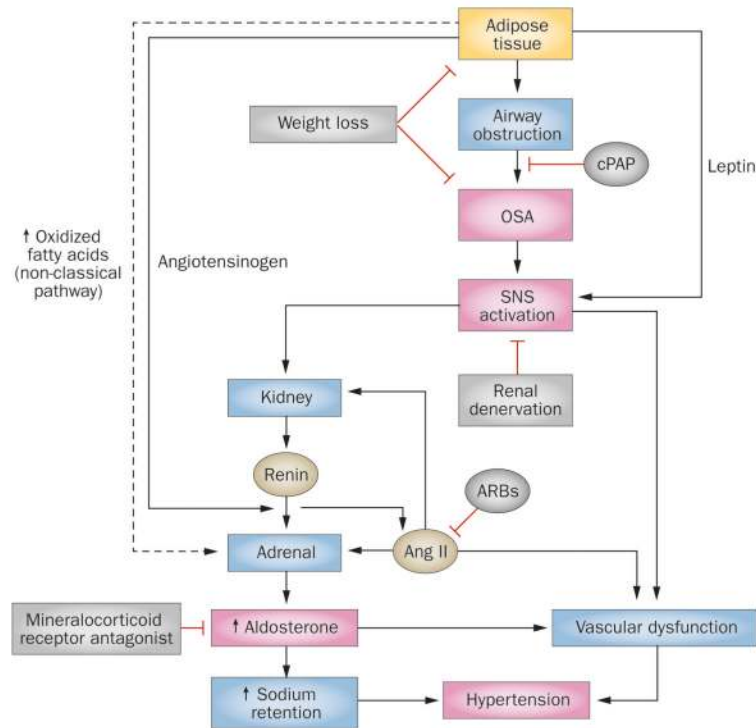 Adipose
tissue
Weight loss
Airway
obstruction
cPAP
Leptin
OSA
↑ Oxidized
fatty acids
(non-classical
pathway)
Angiotensinogen
SNS
activation
Kidney
Renal
denervation
Renin
ARBs
Adrenal
Ang II
Mineralocorticoid
receptor antagonist
↑ Aldosterone
Vascular dysfunction
↑ Sodium
retention
Hypertension